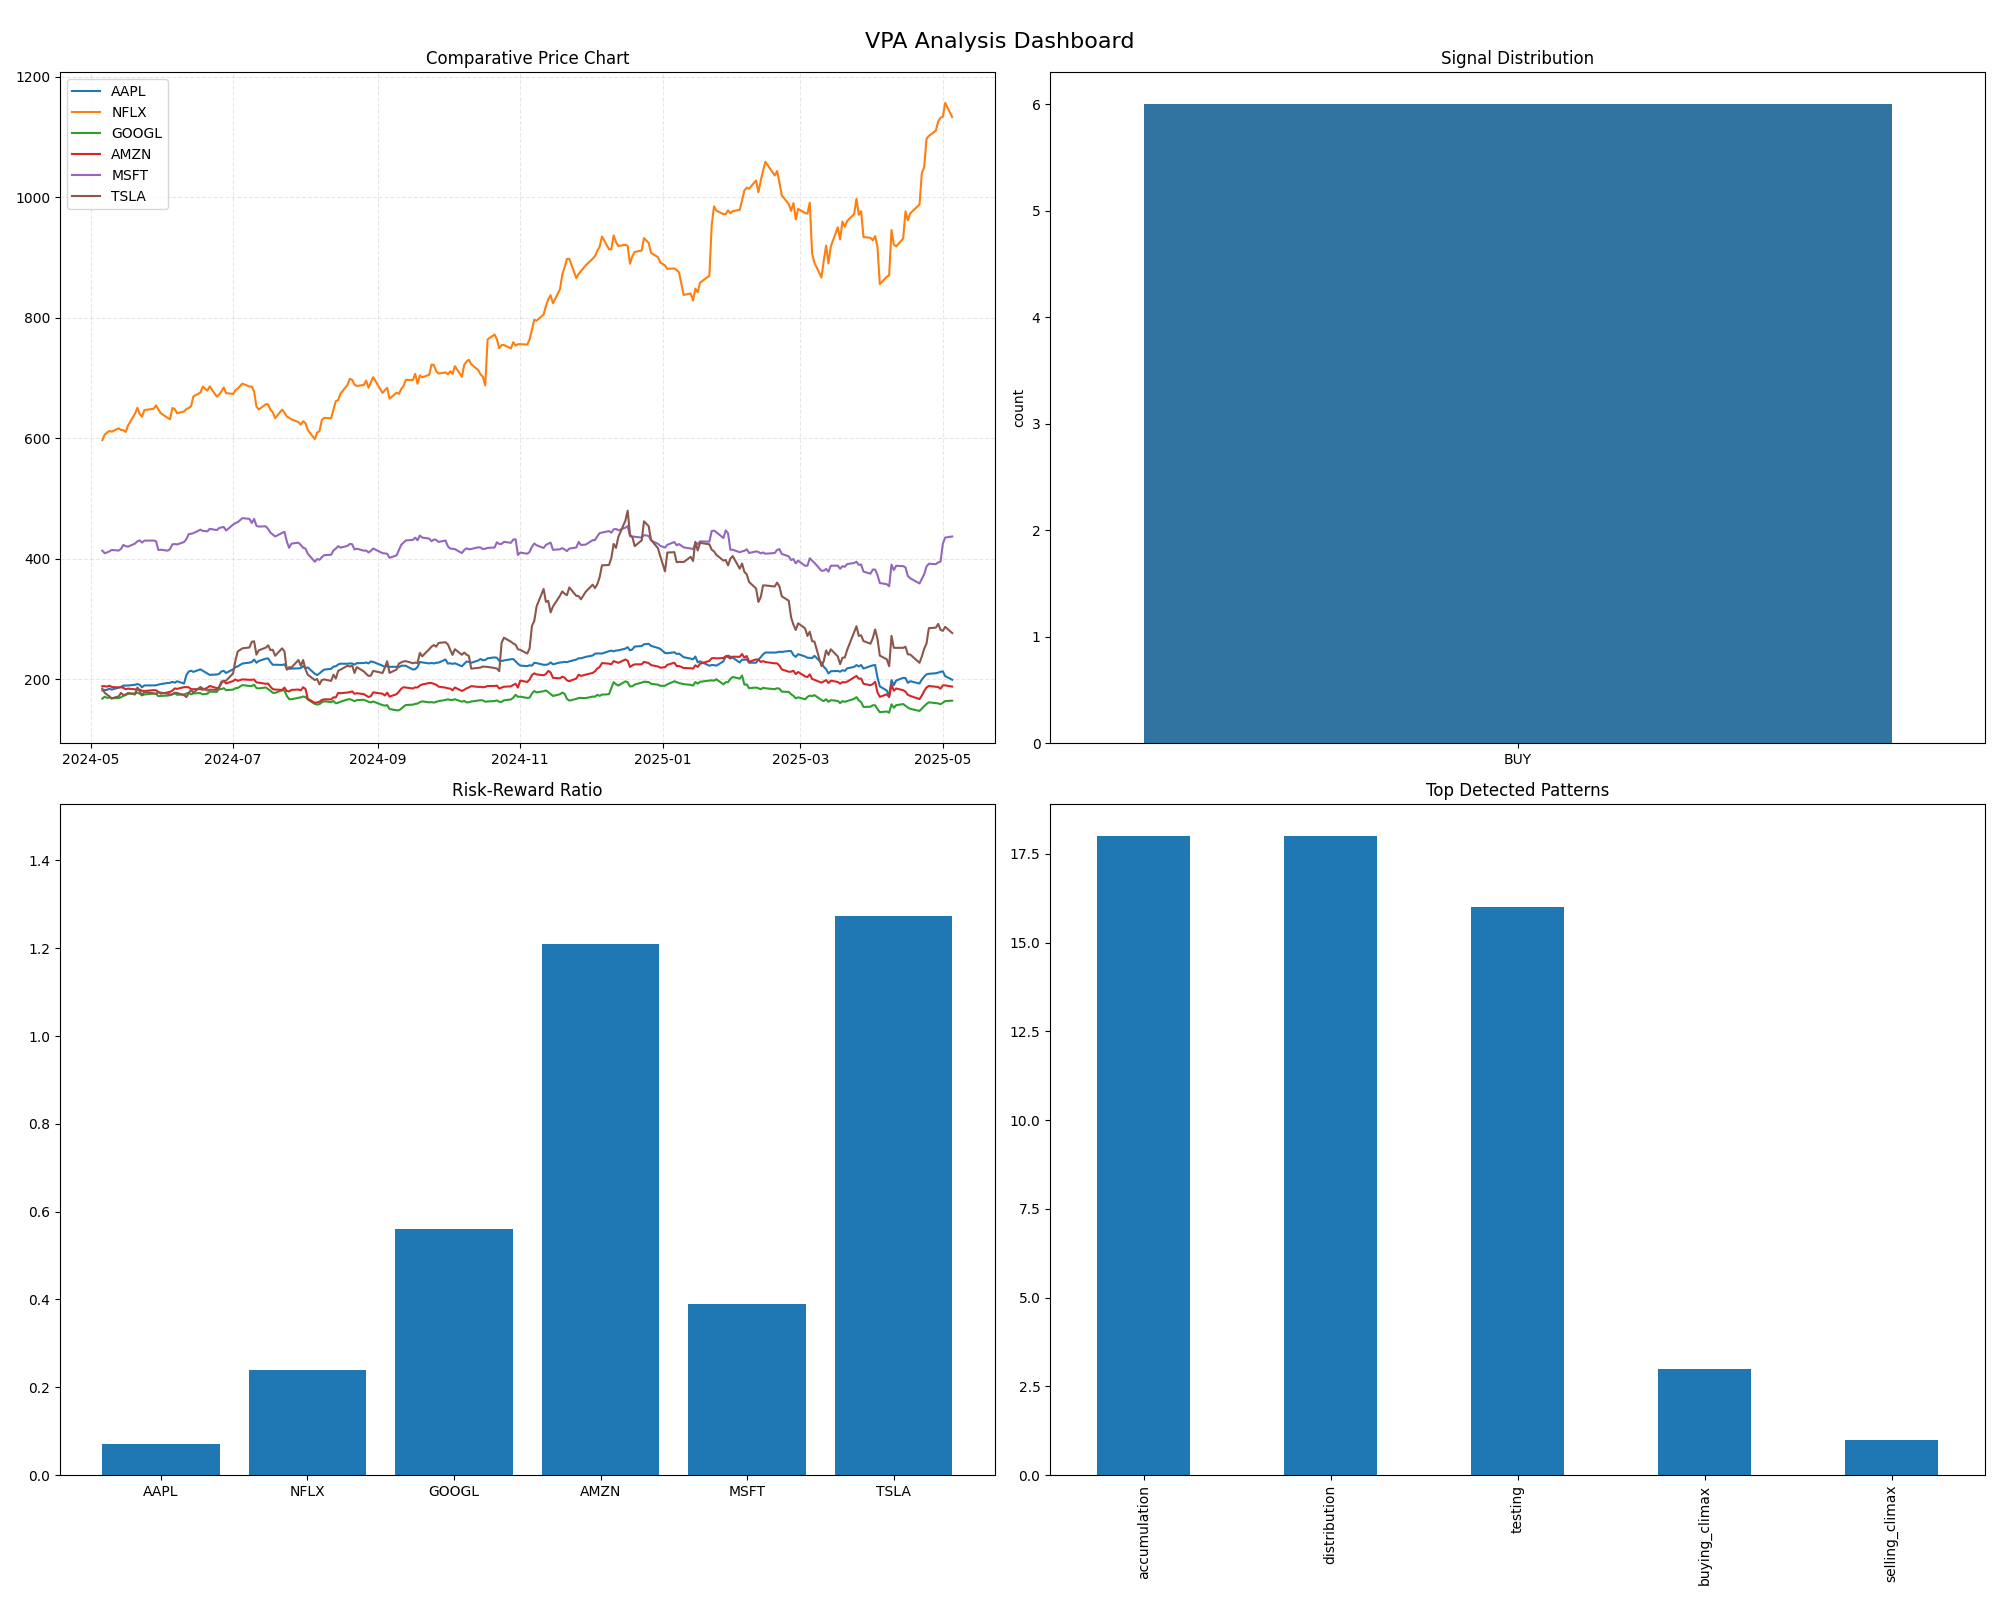 VPA Analysis Dashboard
Comparative Price Chart
1200
1000
800
600
400
200
AAPL
NFLX
GOOGL
AMZN
MSFT
TSLA
2024-05 2024-07 2024-09 2024-11 2025-01 2025-03 2025-05
Signal Distribution
count
6
5
4
3
2
1
0
BUY
Risk-Reward Ratio
1.4
1.2
1.0
0.8
0.6
0.4
0.2
0.0
AAPL NFLX GOOGL AMZN MSFT TSLA
Top Detected Patterns
17.5
15.0
12.5
10.0
7.5
5.0
2.5
0.0
accumulation
distribution
testing
buying_climax
selling_climax